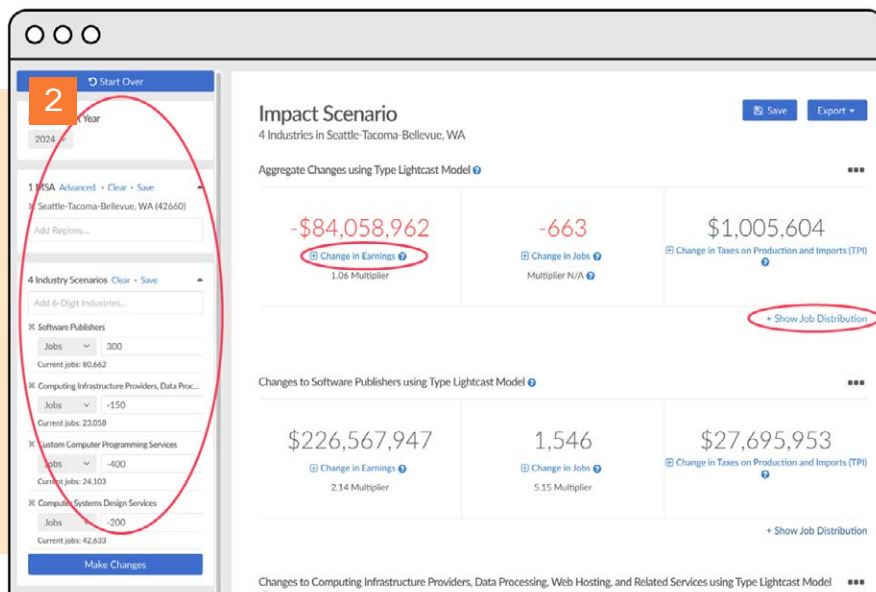 Start Over
2
Year
2024
1 MSA Advanced • Clear • Save
Seattle-Tacoma-Bellevue, WA (42660)
Add Regions...
4 Industry Scenarios Clear • Save
Add 6-Digit Industries...
Software Publishers
Jobs 300
Current jobs: 80,662
Computing Infrastructure Providers, Data Proc...
Jobs -150
Current jobs: 23,058
Custom Computer Programming Services
Jobs -400
Current jobs: 24,103
Computer Systems Design Services
Jobs -200
Current jobs: 42,633
Make Changes
Impact Scenario
4 Industries in Seattle-Tacoma-Bellevue, WA
Save Export
Aggregate Changes using Type Lightcast Model
-$84,058,962
Change in Earnings
1.06 Multiplier
-663
Change in Jobs
Multiplier N/A
$1,005,604
Change in Taxes on Production and Imports (TPI)
+ Show Job Distribution
Changes to Software Publishers using Type Lightcast Model
$226,567,947
Change in Earnings
2.14 Multiplier
1,546
Change in Jobs
5.15 Multiplier
$27,695,953
Change in Taxes on Production and Imports (TPI)
+ Show Job Distribution
Changes to Computing Infrastructure Providers, Data Processing, Web Hosting, and Related Services using Type Lightcast Model